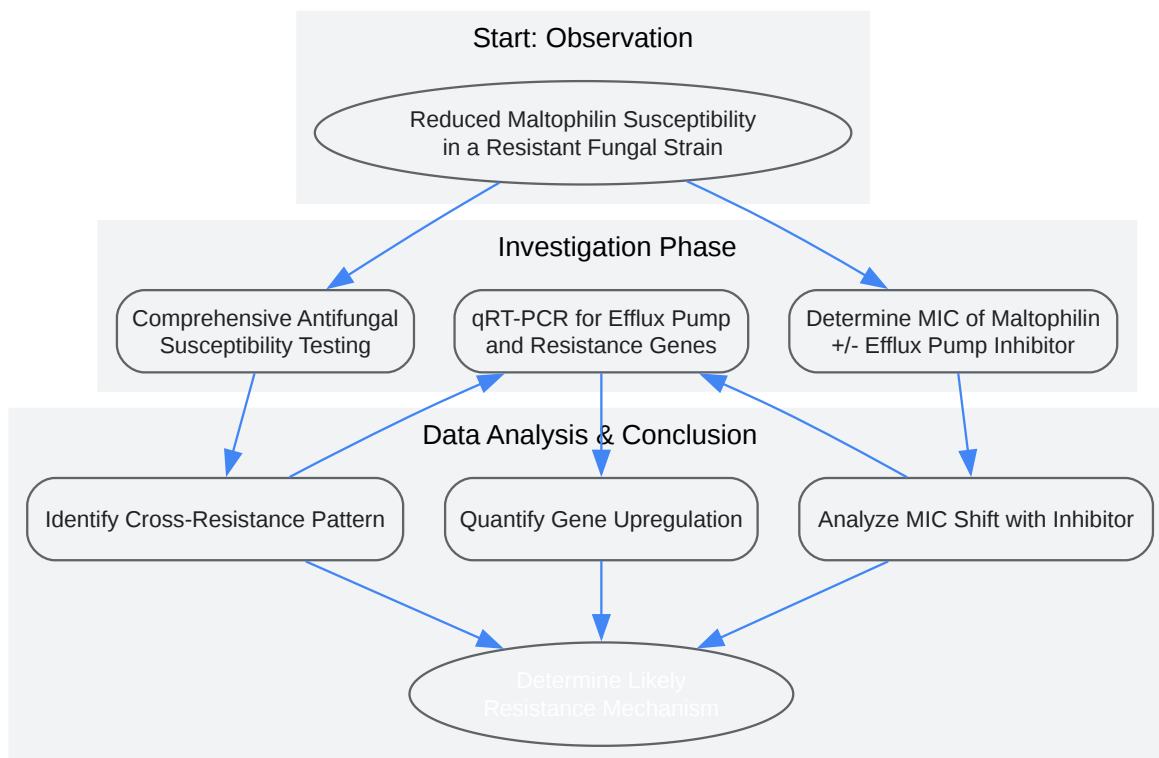 Start: Observation
Reduced Maltophilin Susceptibility
in a Resistant Fungal Strain
Investigation Phase
Comprehensive Antifungal
Susceptibility Testing
qRT-PCR for Efflux Pump
and Resistance Genes
Determine MIC of Maltophilin
+/- Efflux Pump Inhibitor
Data Analysis & Conclusion
Identify Cross-Resistance Pattern
Quantify Gene Upregulation
Analyze MIC Shift with Inhibitor
Determine Likely
Resistance Mechanism